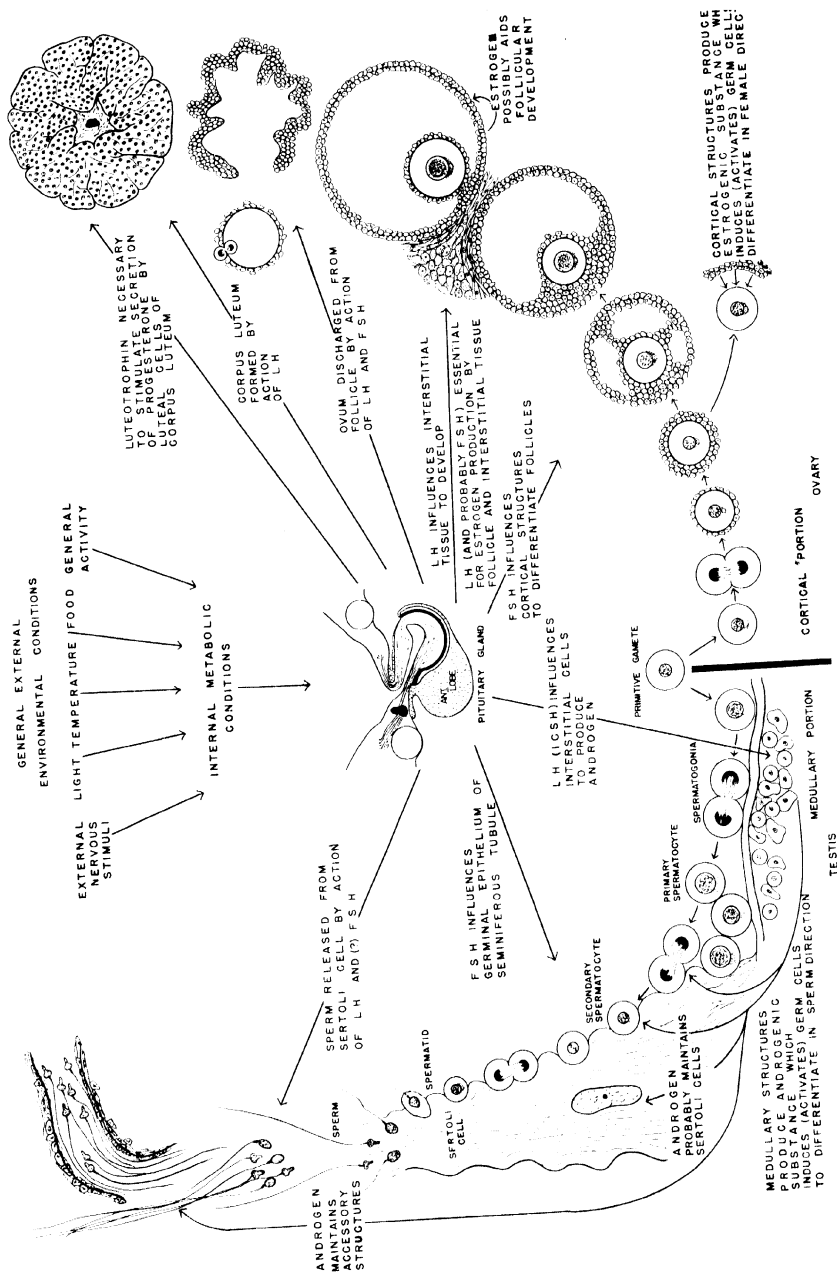 GENERAL EXTERNAL
ENVIRONMENTAL CONDITIONS
EXTERNAL
NERVOUS
STIMULI
LIGHT
TEMPERATURE
FOOD
GENERAL
ACTIVITY
INTERNAL METABOLIC
CONDITIONS
ANT.
LOBE
PITUITARY GLAND
LUTEOTROPHIN NECESSARY
TO STIMULATE SECRETION
OF PROGESTERONE BY
LUTEAL CELLS OF
CORPUS LUTEUM
CORPUS LUTEUM
FORMED BY
ACTION
OF LH
OVUM DISCHARGED FROM
FOLLICLE BY ACTION
OF LH AND FSH
LH INFLUENCES INTERSTITIAL
TISSUE TO DEVELOP
LH (AND PROBABLY FSH) ESSENTIAL
FOR ESTROGEN PRODUCTION BY
FOLLICLE AND INTERSTITIAL TISSUE
FSH INFLUENCES
CORTICAL STRUCTURES
TO DIFFERENTIATE FOLLICLES
ESTROGEN
POSSIBLY AIDS
FOLLICULAR
DEVELOPMENT
SPERM RELEASED FROM
SERTOLI CELL BY ACTION
OF LH AND (?) FSH
FSH INFLUENCES
GERMINAL EPITHELIUM OF
SEMINIFEROUS TUBULE
LH (ICSH) INFLUENCES
INTERSTITIAL CELLS
TO PRODUCE
ANDROGEN
ANDROGEN
MAINTAINS
ACCESSORY
STRUCTURES
SPERM
SPERMATID
SERTOLI
CELL
SECONDARY
SPERMATOCYTE
PRIMARY
SPERMATOCYTE
SPERMATOGONIA
PRIMITIVE GAMETE
ANDROGEN
PROBABLY MAINTAINS
SERTOLI CELLS
MEDULLARY STRUCTURES
PRODUCE ANDROGENIC
SUBSTANCE WHICH
INDUCES (ACTIVATES) GERM CELLS
TO DIFFERENTIATE IN SPERM DIRECTION
MEDULLARY PORTION
TESTIS
CORTICAL PORTION
OVARY
CORTICAL STRUCTURES PRODUCE
ESTROGENIC SUBSTANCE WH
INDUCES (ACTIVATES) GERM CELL
DIFFERENTIATE IN FEMALE DIREC